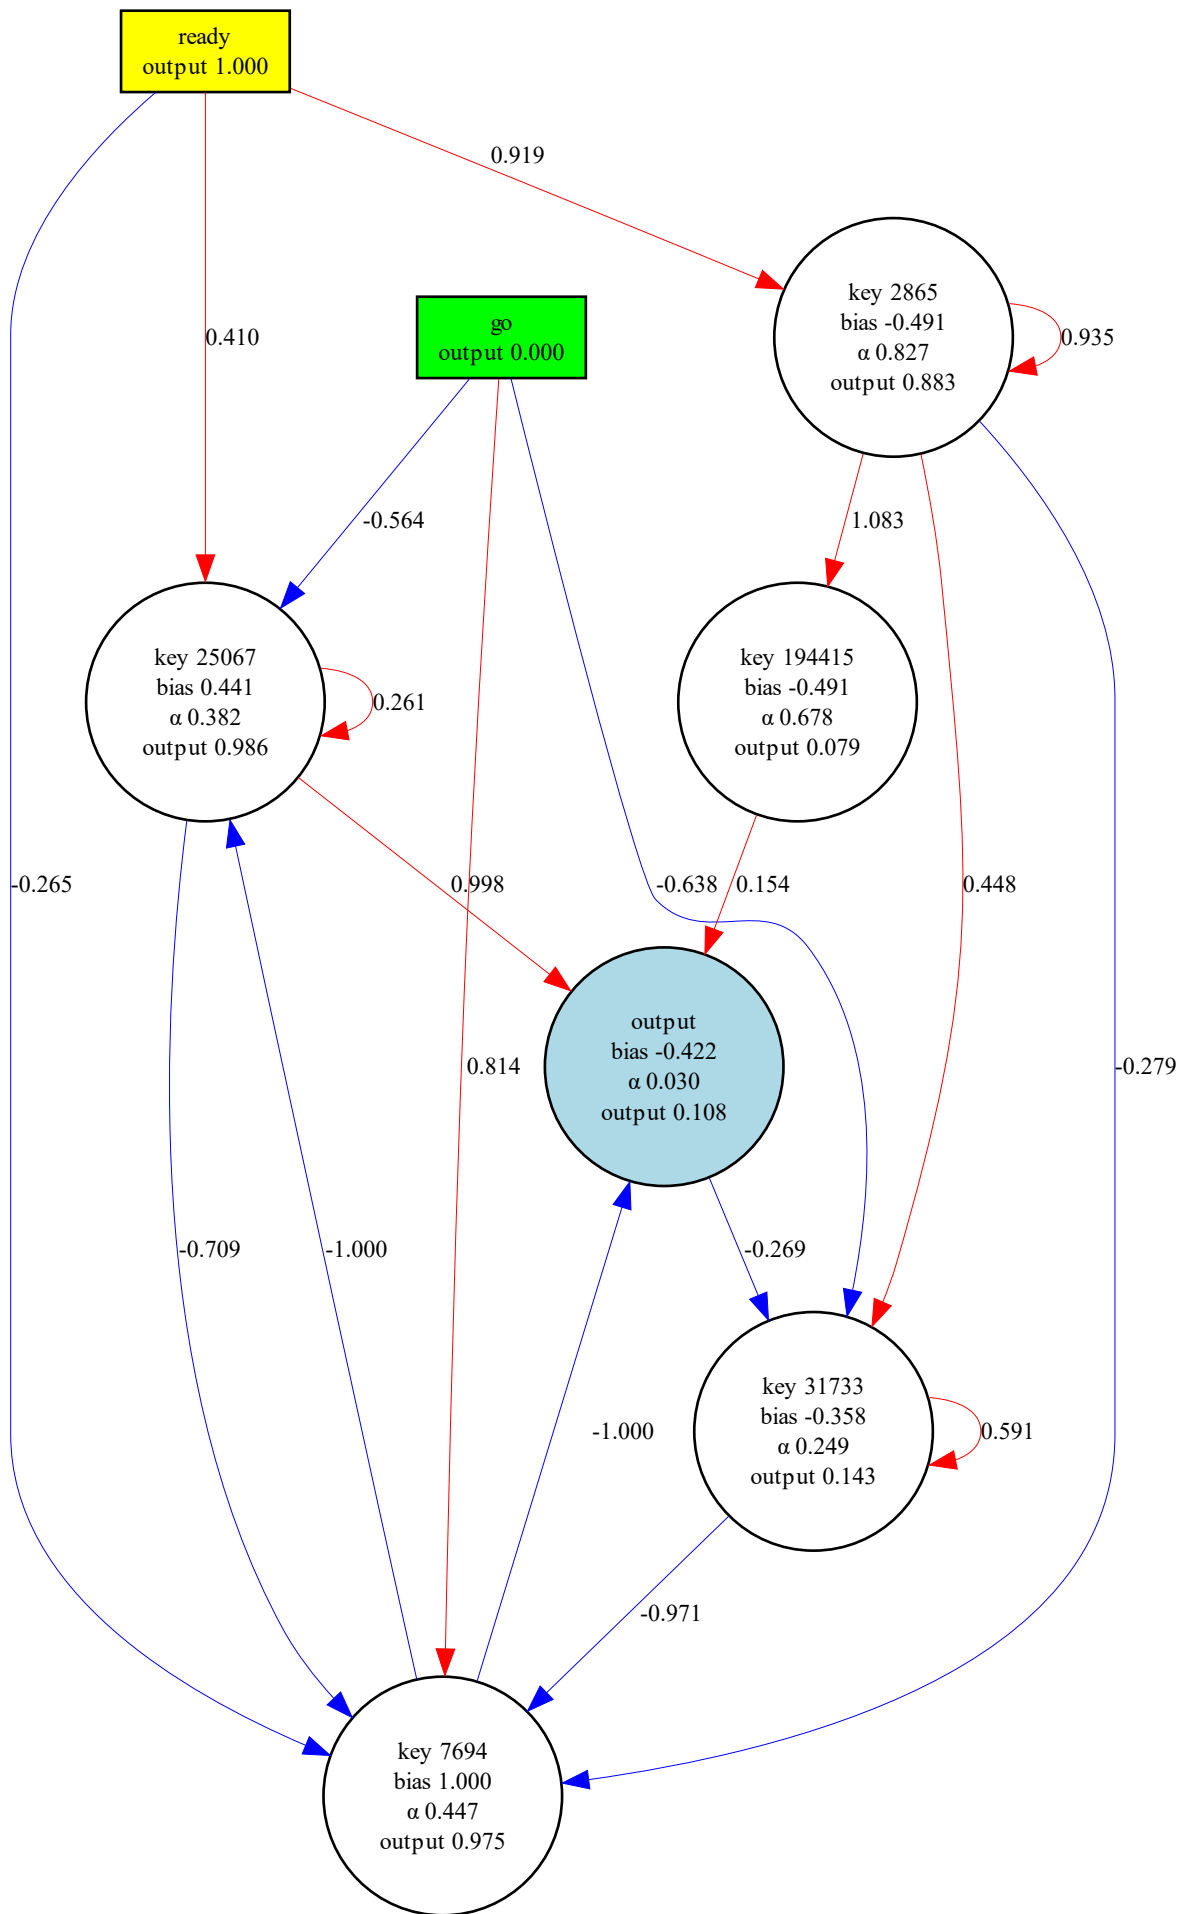 ready
output 1.000
0.919
key 2865
bias -0.491
α 0.827
output 0.883
0.935
go
output 0.000
0.410
-0.564
1.083
key 25067
bias 0.441
α 0.382
output 0.986
0.261
key 194415
bias -0.491
α 0.678
output 0.079
-0.265
0.998
-0.638
0.154
0.448
output
bias -0.422
α 0.030
output 0.108
0.814
-0.279
-0.709
-1.000
-0.269
-1.000
key 31733
bias -0.358
α 0.249
output 0.143
0.591
-0.971
key 7694
bias 1.000
α 0.447
output 0.975